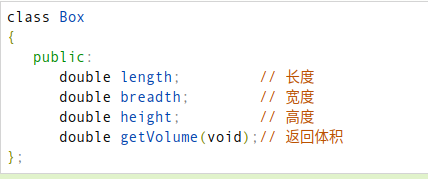 class Box
{
   public:
      double length;         // 长度
      double breadth;        // 宽度
      double height;         // 高度
      double getVolume(void);// 返回体积
};